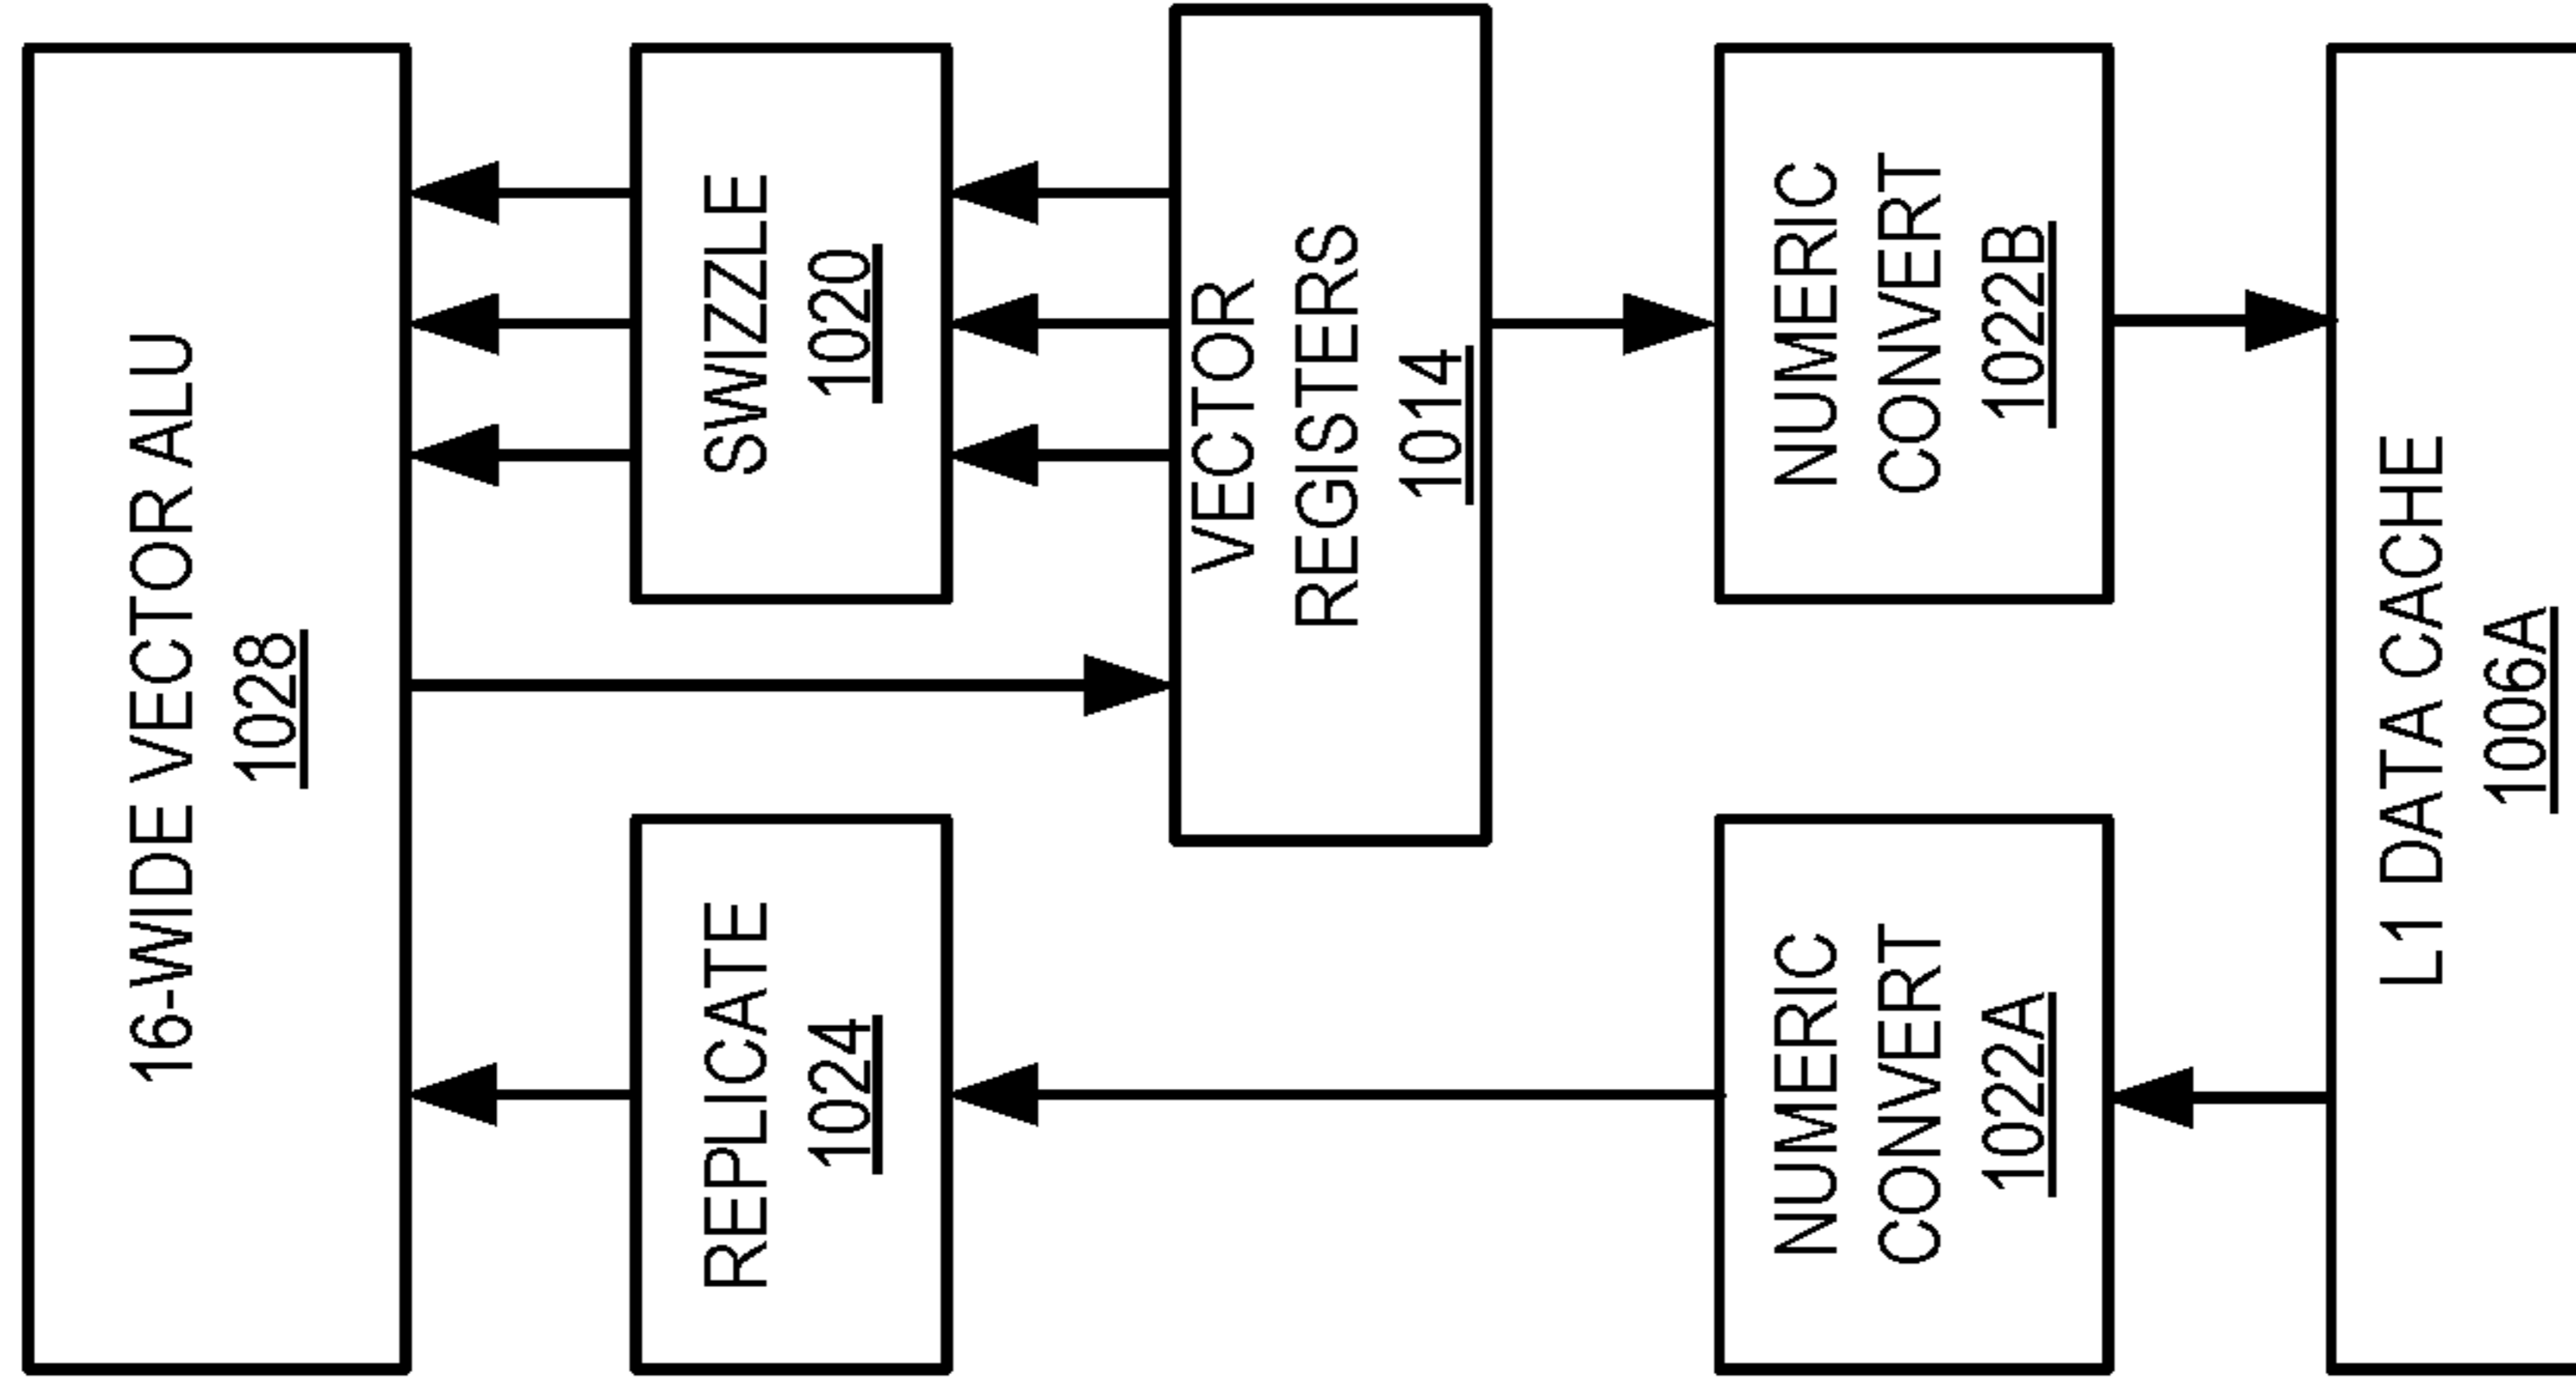 16-WIDE VECTOR ALU
1028
REPLICATE
1024
SWIZZLE
1020
VECTOR
REGISTERS
1014
NUMERIC
CONVERT
1022A
NUMERIC
CONVERT
1022B
L1 DATA CACHE
1006A